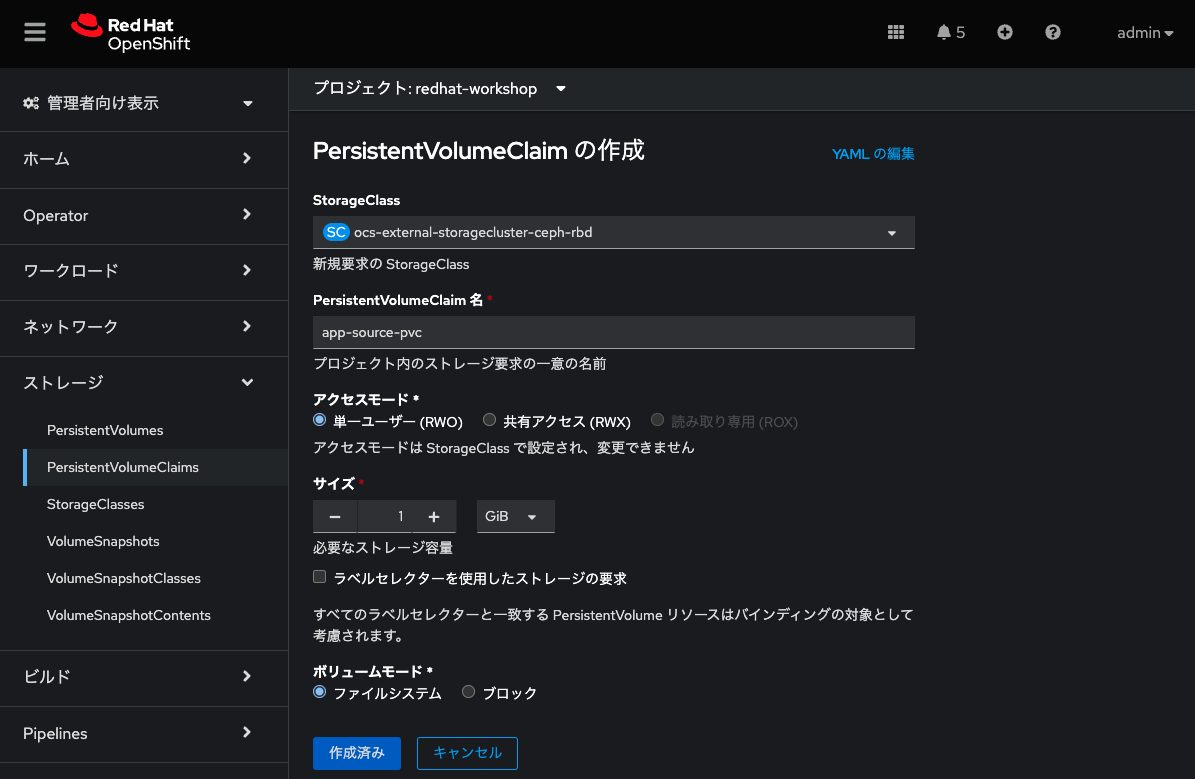 Red Hat
OpenShift
5
admin
管理者向け表示
ホーム
Operator
ワークロード
ネットワーク
ストレージ
PersistentVolumes
PersistentVolumeClaims
StorageClasses
VolumeSnapshots
VolumeSnapshotClasses
VolumeSnapshotContents
ビルド
Pipelines
プロジェクト: redhat-workshop
PersistentVolumeClaim の作成
YAML の編集
StorageClass
SC ocs-external-storagecluster-ceph-rbd
新規要求の StorageClass
PersistentVolumeClaim 名 *
app-source-pvc
プロジェクト内のストレージ要求の一意の名前
アクセスモード *
単一ユーザー (RWO) 共有アクセス (RWX) 読み取り専用 (ROX)
アクセスモードは StorageClass で設定され、変更できません
サイズ *
− 1 + GiB
必要なストレージ容量
ラベルセレクターを使用したストレージの要求
すべてのラベルセレクターと一致する PersistentVolume リソースはバインディングの対象として
考慮されます。
ボリュームモード *
ファイルシステム ブロック
作成済み キャンセル